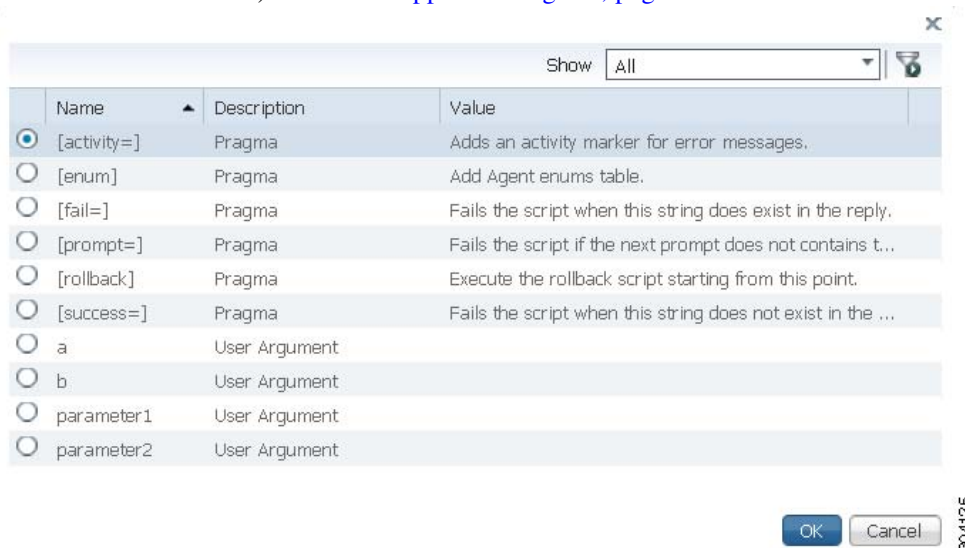 Show All
Name Description Value
[activity=] Pragma Adds an activity marker for error messages.
[enum] Pragma Add Agent enums table.
[fail=] Pragma Fails the script when this string does exist in the reply.
[prompt=] Pragma Fails the script if the next prompt does not contains t...
[rollback] Pragma Execute the rollback script starting from this point.
[success=] Pragma Fails the script when this string does not exist in the ...
a User Argument
b User Argument
parameter1 User Argument
parameter2 User Argument
OK Cancel